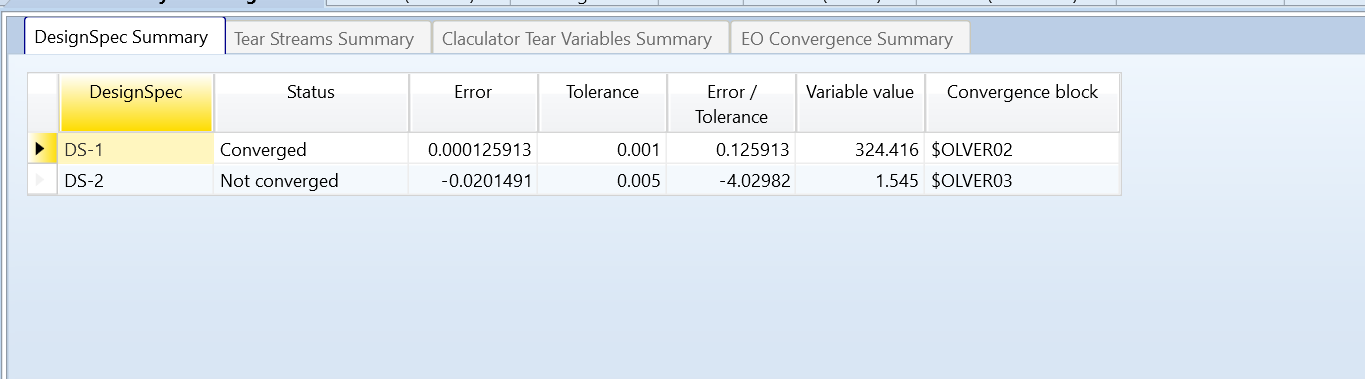 DesignSpec Summary Tear Streams Summary Claculator Tear Variables Summary EO Convergence Summary
DesignSpec Status Error Tolerance Error / Tolerance Variable value Convergence block
DS-1 Converged 0.000125913 0.001 0.125913 324.416 $OLVER02
DS-2 Not converged -0.0201491 0.005 -4.02982 1.545 $OLVER03